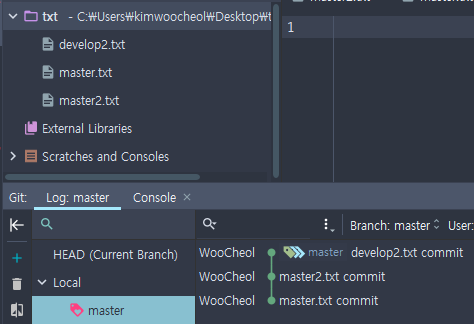 txt - C:₩Users₩kimwoocheol₩Desktop₩t
develop2.txt
master.txt
master2.txt
External Libraries
Scratches and Consoles
1
Git: Log: master Console ×
Branch: master User:
HEAD (Current Branch)
Local
master
WooCheol master develop2.txt commit
WooCheol master2.txt commit
WooCheol master.txt commit